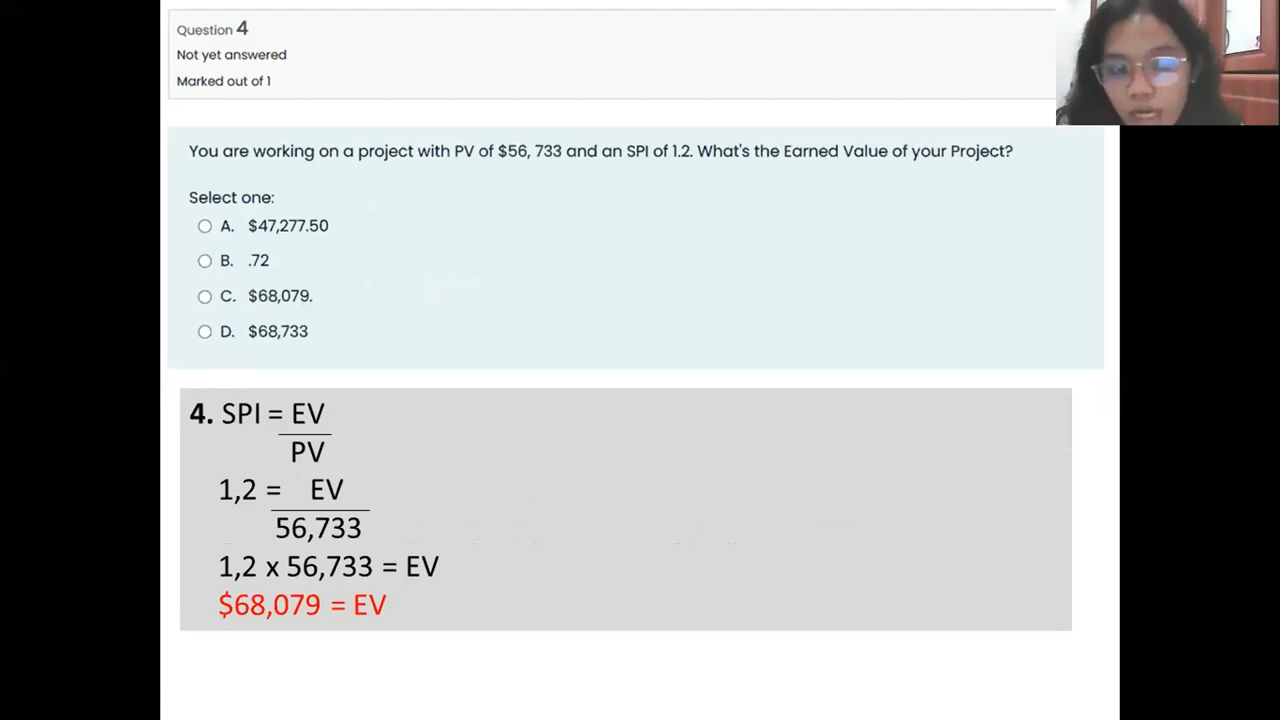 Question 4
Not yet answered
Marked out of 1
You are working on a project with PV of $56, 733 and an SPI of 1.2. What's the Earned Value of your Project?
Select one:
A. $47,277.50
B. .72
C. $68,079.
D. $68,733
4. SPI = EV
PV
1,2 = EV
56,733
1,2 x 56,733 = EV
$68,079 = EV